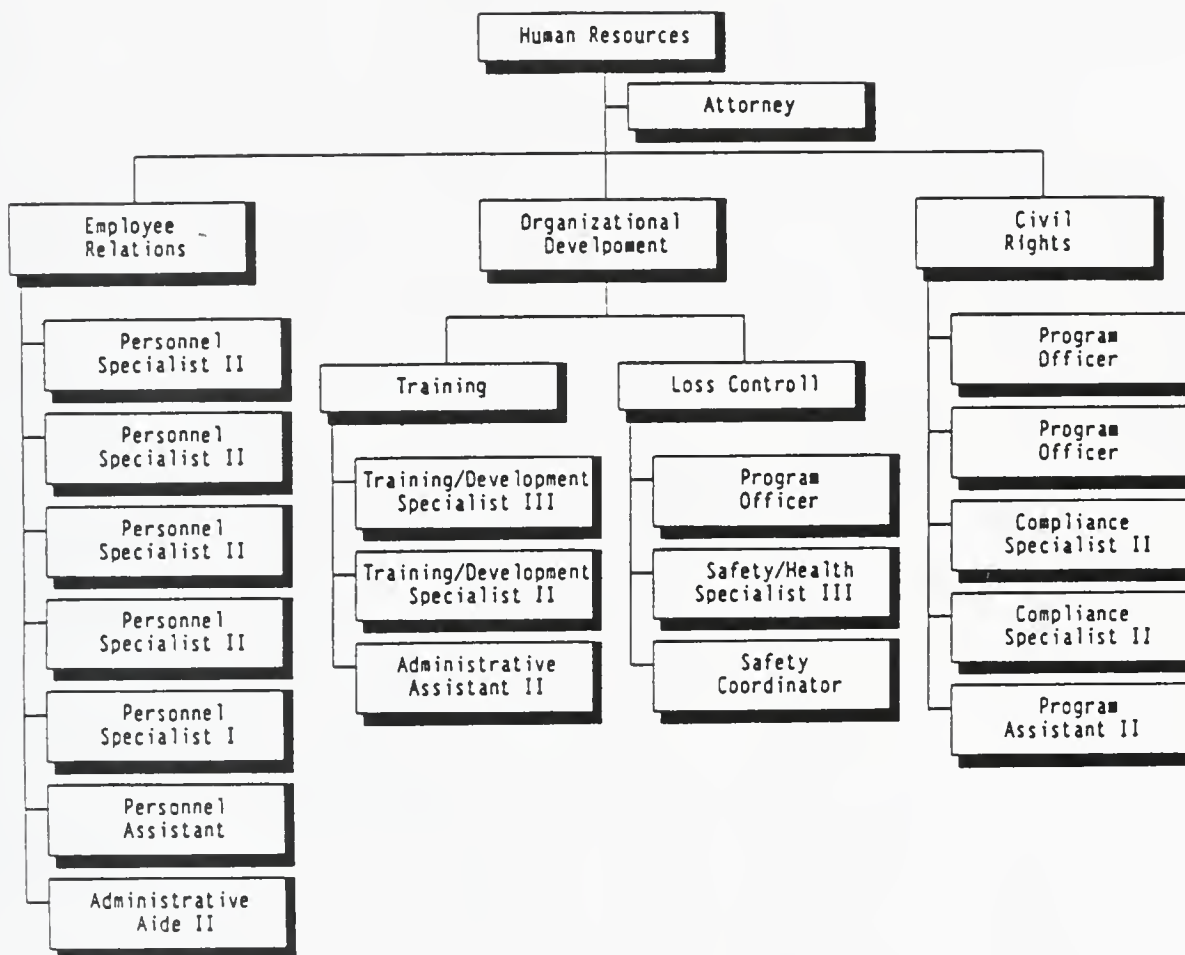 Human Resources
Attorney
Employee
Relations
Organizational
Develpoment
Civil
Rights
Personnel
Specialist II
Personnel
Specialist II
Personnel
Specialist II
Personnel
Specialist II
Personnel
Specialist I
Personnel
Assistant
Administrative
Aide II
Training
Training/Development
Specialist III
Training/Development
Specialist II
Administrative
Assistant II
Loss Controll
Program
Officer
Safety/Health
Specialist III
Safety
Coordinator
Program
Officer
Program
Officer
Compliance
Specialist II
Compliance
Specialist II
Program
Assistant II